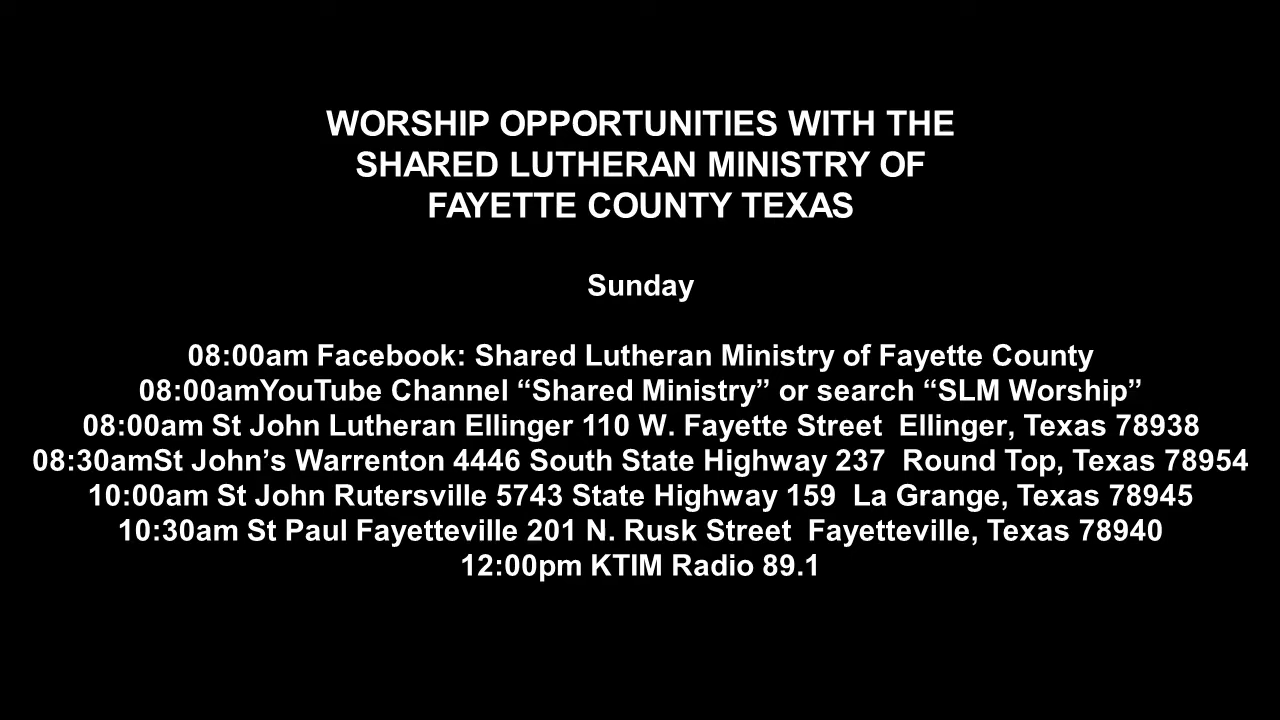 WORSHIP OPPORTUNITIES WITH THE
SHARED LUTHERAN MINISTRY OF
FAYETTE COUNTY TEXAS
Sunday
08:00am Facebook: Shared Lutheran Ministry of Fayette County
08:00amYouTube Channel “Shared Ministry” or search “SLM Worship”
08:00am St John Lutheran Ellinger 110 W. Fayette Street  Ellinger, Texas 78938
08:30amSt John’s Warrenton 4446 South State Highway 237  Round Top, Texas 78954
10:00am St John Rutersville 5743 State Highway 159  La Grange, Texas 78945
10:30am St Paul Fayetteville 201 N. Rusk Street  Fayetteville, Texas 78940
12:00pm KTIM Radio 89.1